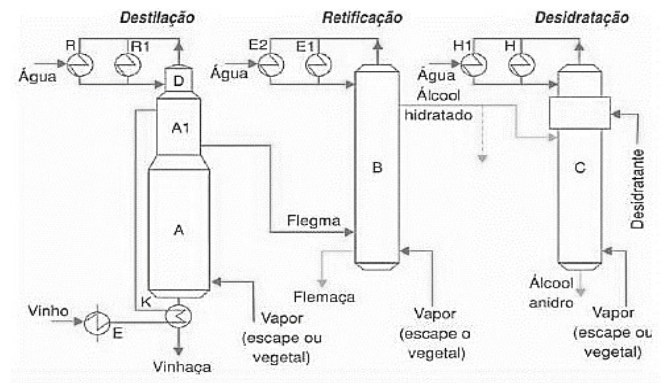 Destilação
Retificação
Desidratação
R
R1
E2
E1
H1
H
Água
Água
Água
D
A1
A
B
C
Álcool
hidratado
Desidratante
Flegma
Flemaça
K
Vinho
E
Vinhaça
Vapor
(escape ou
vegetal)
Vapor
(escape o
vegetal)
Álcool
anidro
Vapor
(escape ou
vegetal)